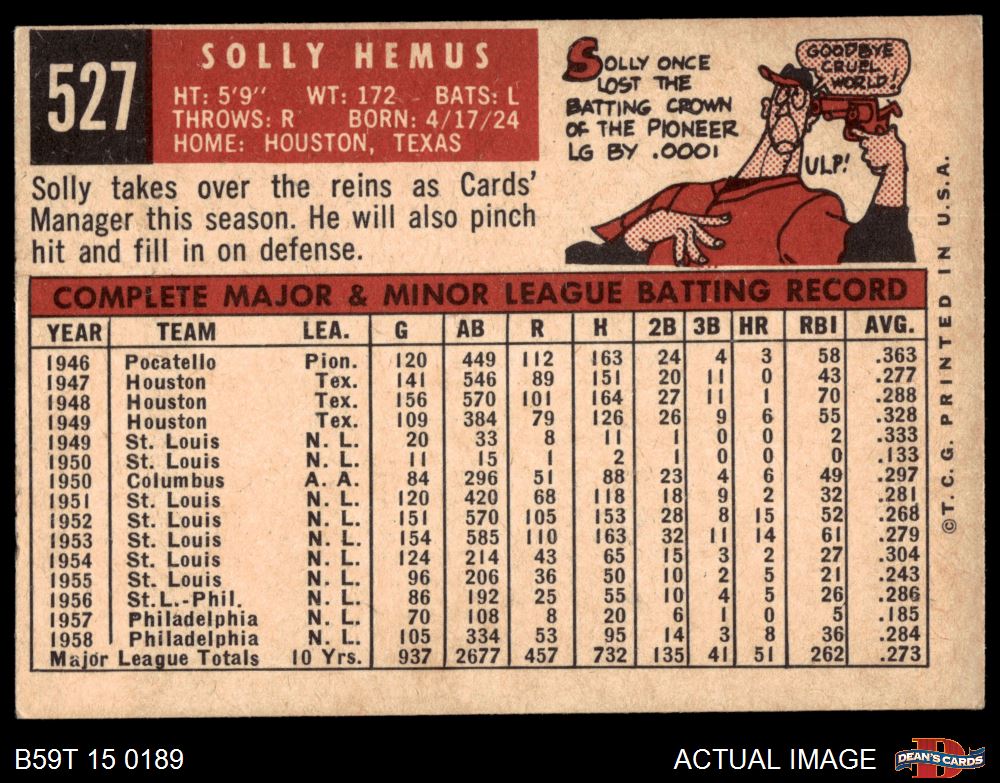 527
SOLLY HEMUS
HT: 5'9" WT: 172 BATS: L
THROWS: R BORN: 4/17/24
HOME: HOUSTON, TEXAS
Solly takes over the reins as Cards'
Manager this season. He will also pinch
hit and fill in on defense.
SOLLY ONCE
LOST THE
BATTING CROWN
OF THE PIONEER
LG BY .0001
GOODBYE
CRUEL
WORLD!
ULP!
COMPLETE MAJOR & MINOR LEAGUE BATTING RECORD
YEAR TEAM LEA. G AB R H 2B 3B HR RBI AVG.
1946 Pocatello Pion. 120 449 112 163 24 4 3 58 .363
1947 Houston Tex. 141 546 89 151 20 11 0 43 .277
1948 Houston Tex. 156 570 101 164 27 11 1 70 .288
1949 Houston Tex. 109 384 79 126 26 9 6 55 .328
1949 St. Louis N. L. 20 33 8 11 1 0 0 2 .333
1950 St. Louis N. L. 11 15 1 2 1 0 0 0 .133
1950 Columbus A. A. 84 296 51 88 23 4 6 49 .297
1951 St. Louis N. L. 120 420 68 118 18 9 2 32 .281
1952 St. Louis N. L. 151 570 105 153 28 8 15 52 .268
1953 St. Louis N. L. 154 585 110 163 32 11 14 61 .279
1954 St. Louis N. L. 124 214 43 65 15 3 2 27 .304
1955 St. Louis N. L. 96 206 36 50 10 2 5 21 .243
1956 St.L.-Phil. N. L. 86 192 25 55 10 4 5 26 .286
1957 Philadelphia N. L. 70 108 8 20 6 1 0 5 .185
1958 Philadelphia N. L. 105 334 53 95 14 3 8 36 .284
Major League Totals 10 Yrs. 937 2677 457 732 135 41 51 262 .273
©T. C. G. PRINTED IN U.S.A.
B59T 15 0189
ACTUAL IMAGE
D
DEAN'S CARDS